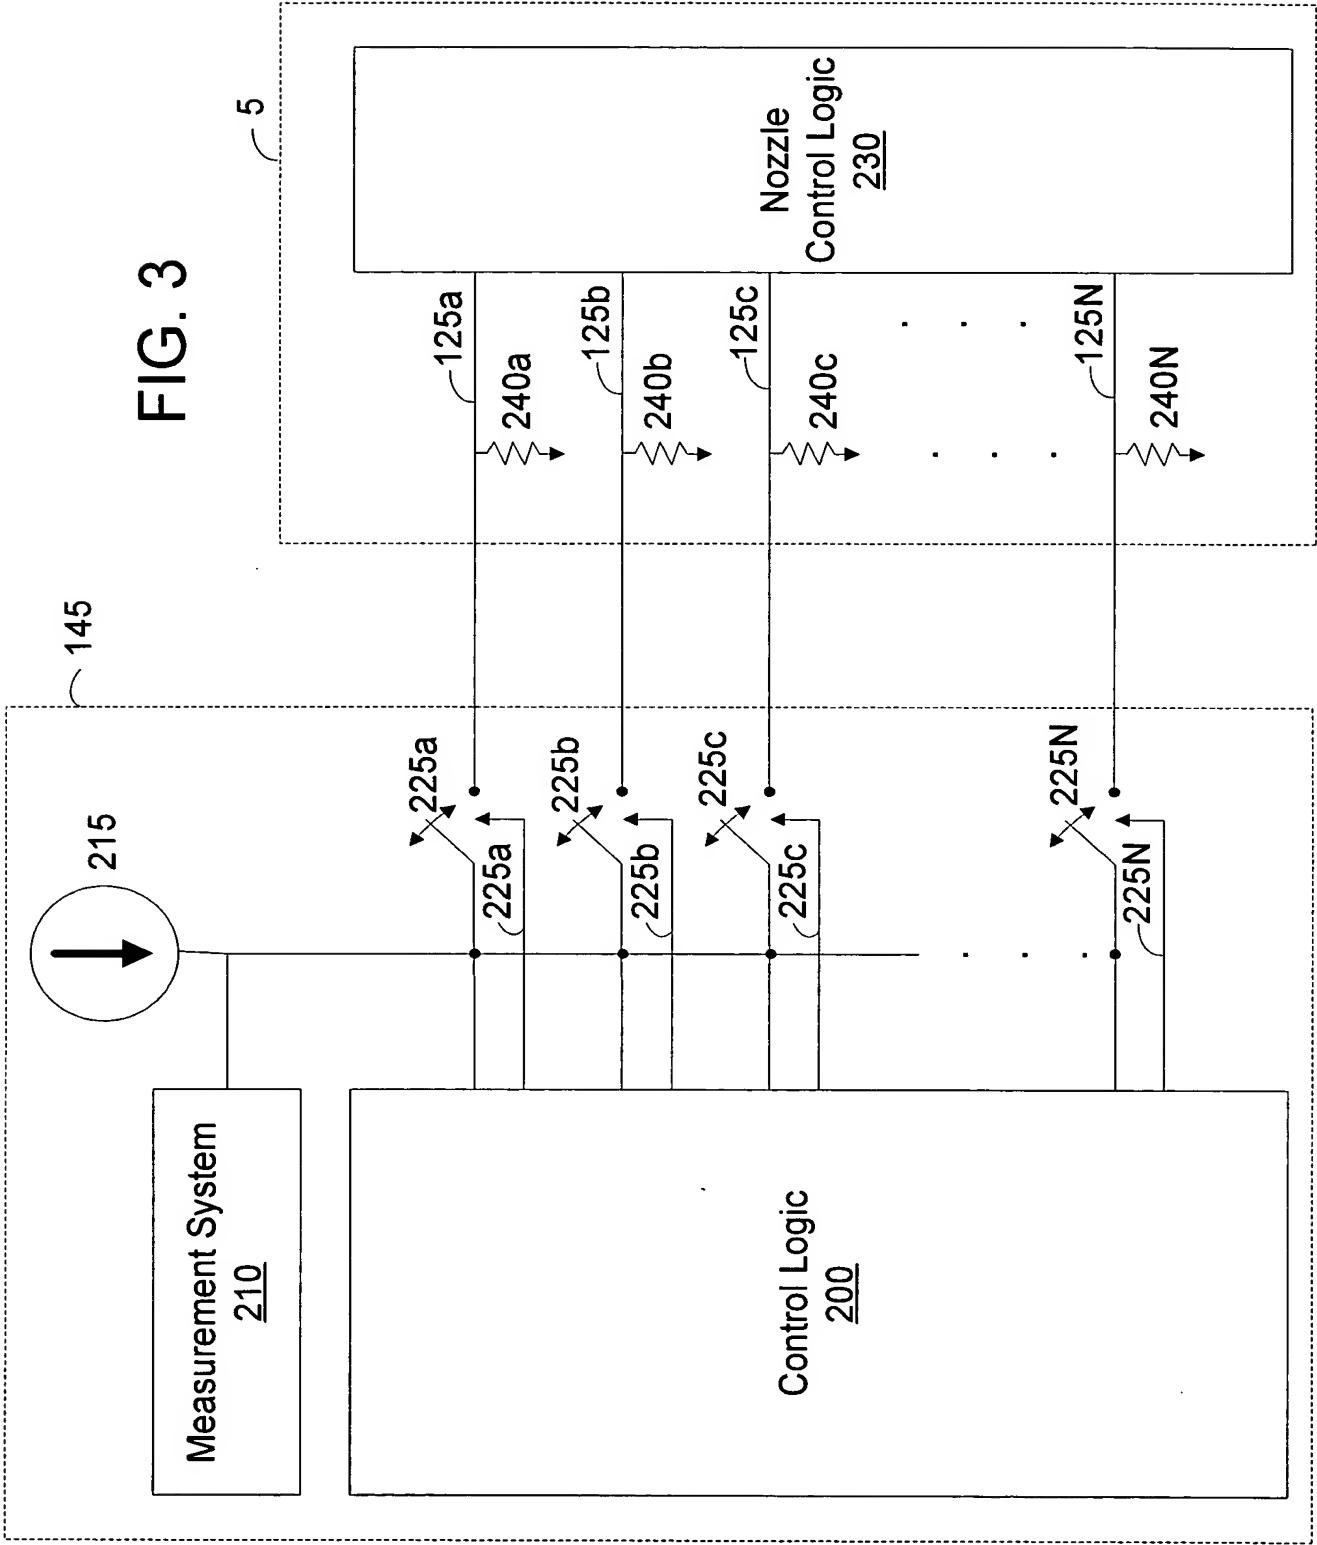 FIG. 3
145
5
215
Measurement System
210
Control Logic
200
225a
225a
125a
240a
225b
225b
125b
240b
225c
225c
125c
240c
225N
225N
125N
240N
Nozzle
Control Logic
230